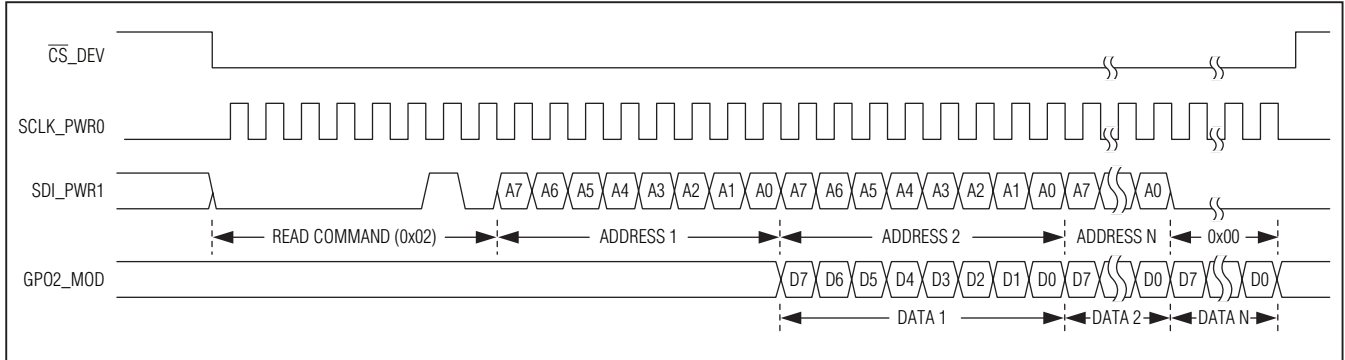 CS_DEV
SCLK_PWR0
SDI_PWR1 A7 A6 A5 A4 A3 A2 A1 A0 A7 A6 A5 A4 A3 A2 A1 A0 A7 A0
READ COMMAND (0x02) ADDRESS 1 ADDRESS 2 ADDRESS N 0x00
GPO2_MOD D7 D6 D5 D4 D3 D2 D1 D0 D7 D0 D7 D0
DATA 1 DATA 2 DATA N